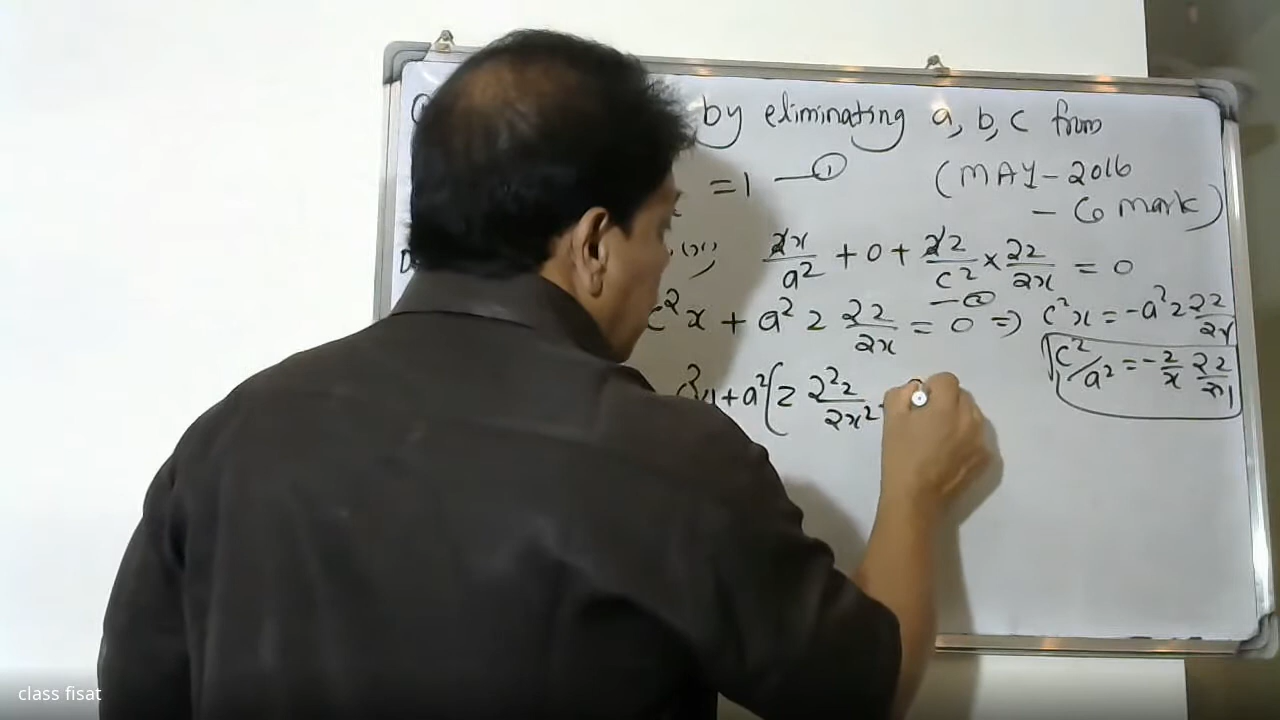 by eliminating a, b, c from
= 1 — ①
(MAY - 2016
- 6 mark)
2x/a² + 0 + 2z/c² × ∂z/∂x = 0
— ②
c²x + a² z ∂z/∂x = 0 ⇒ c²x = -a² z ∂z/∂x
c²/a² = - z/x ∂z/∂x
+ a² ( z ∂²z/∂x²
class fisat